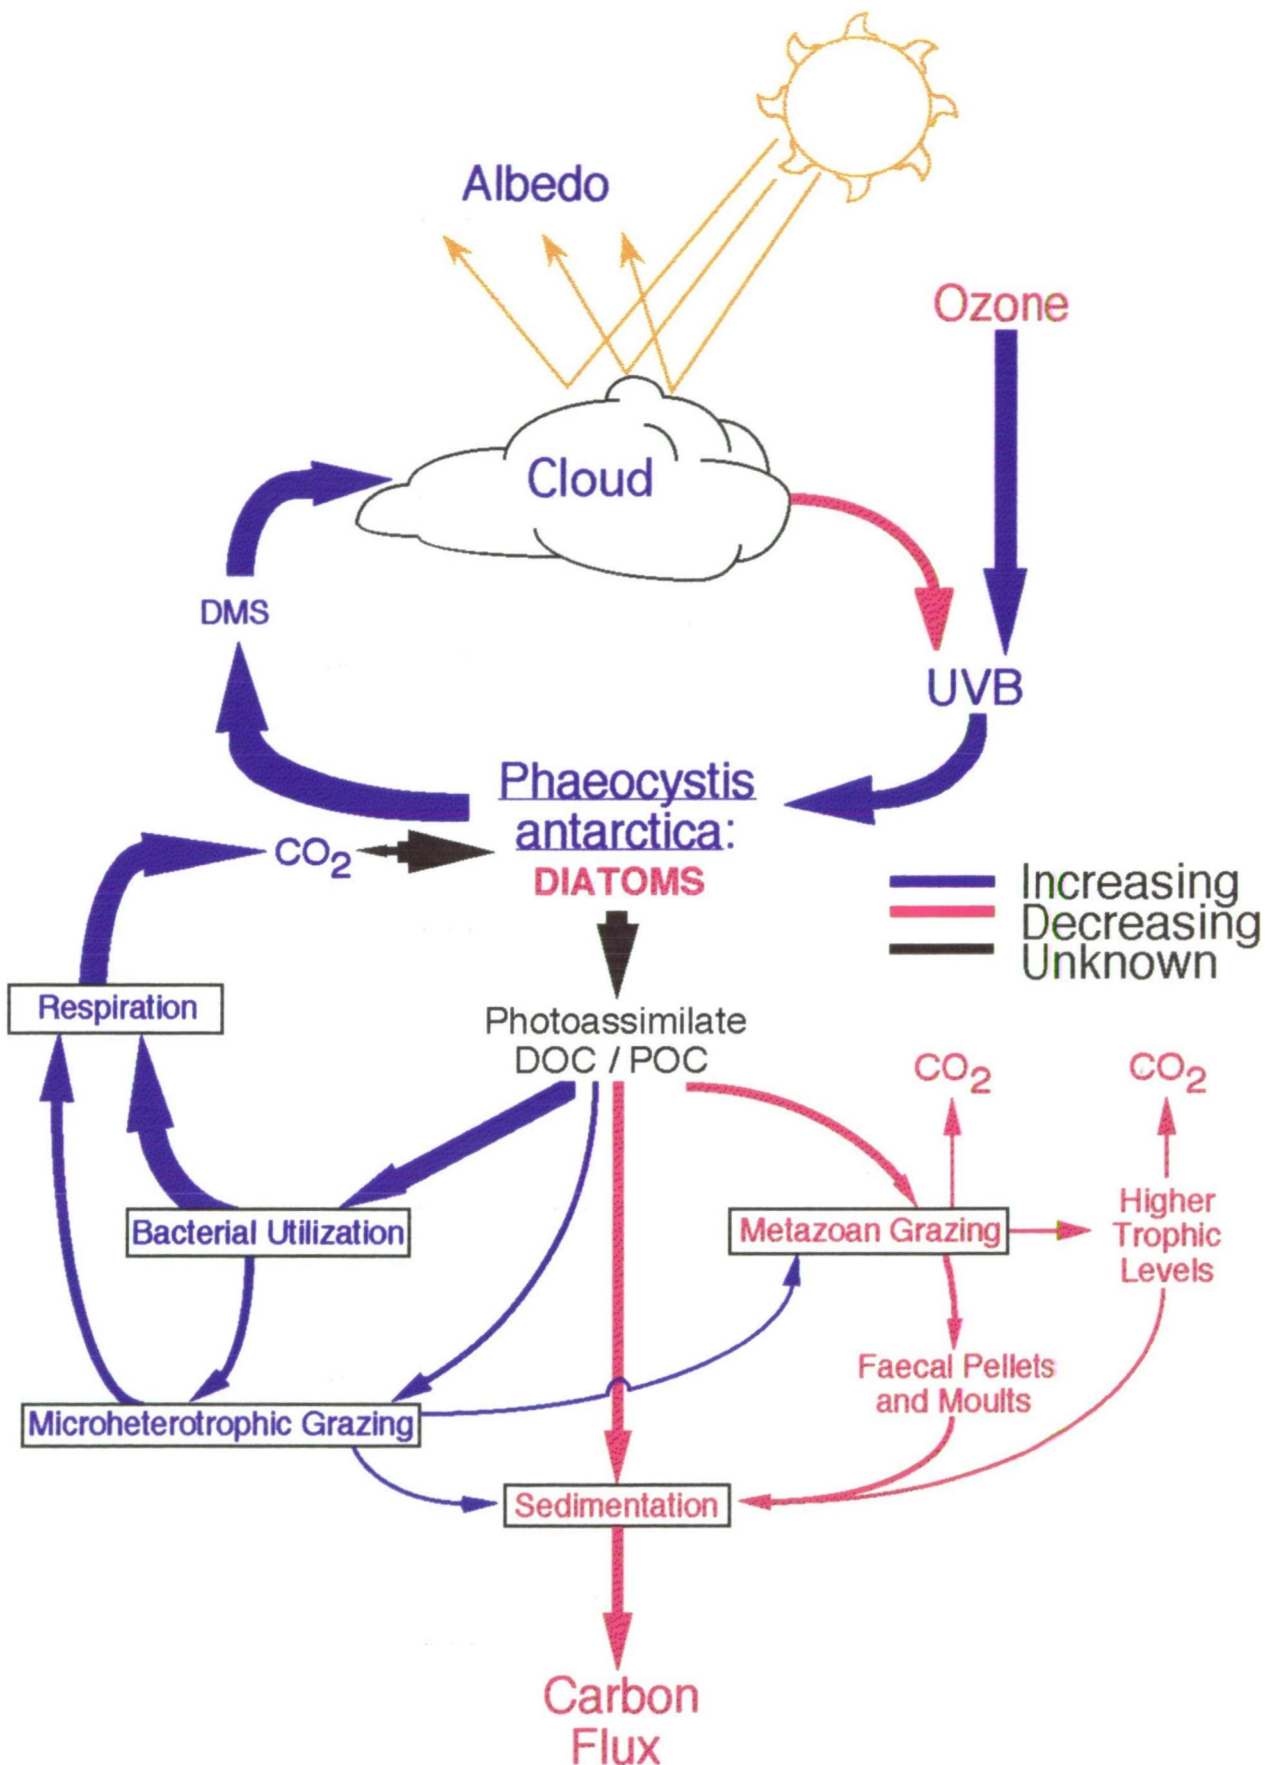 Albedo
Ozone
Cloud
DMS
UVB
Phaeocystis
antarctica:
DIATOMS
CO2
Increasing
Decreasing
Unknown
Respiration
Photoassimilate
DOC / POC
CO2
CO2
Bacterial Utilization
Metazoan Grazing
Higher
Trophic
Levels
Faecal Pellets
and Moults
Microheterotrophic Grazing
Sedimentation
Carbon
Flux